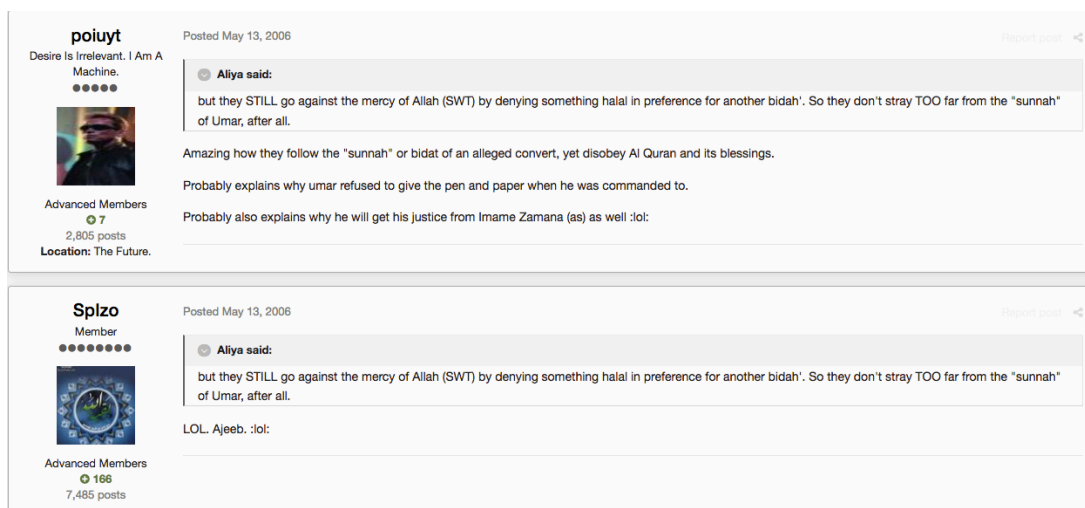 poiuyt
Desire Is Irrelevant. I Am A
Machine.
Advanced Members
7
2,805 posts
Location: The Future.
Posted May 13, 2006
Report post
Aliya said:
but they STILL go against the mercy of Allah (SWT) by denying something halal in preference for another bidah'. So they don't stray TOO far from the "sunnah"
of Umar, after all.
Amazing how they follow the "sunnah" or bidat of an alleged convert, yet disobey Al Quran and its blessings.
Probably explains why umar refused to give the pen and paper when he was commanded to.
Probably also explains why he will get his justice from Imame Zamana (as) as well :lol:
Splzo
Member
Advanced Members
166
7,485 posts
Posted May 13, 2006
Report post
Aliya said:
but they STILL go against the mercy of Allah (SWT) by denying something halal in preference for another bidah'. So they don't stray TOO far from the "sunnah"
of Umar, after all.
LOL. Ajeeb. :lol: